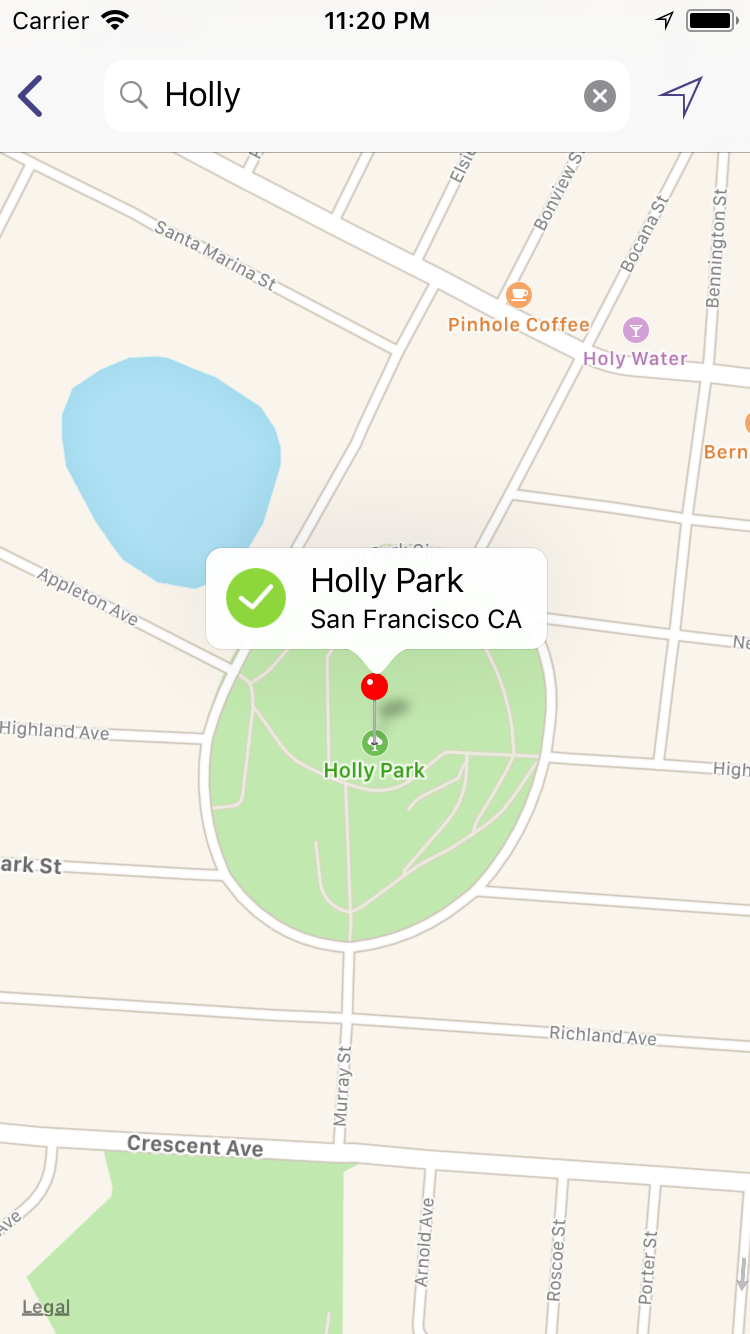 Carrier
11:20 PM
Holly
Elsie
Bonview S
Bocana St
Bennington St
Santa Marina St
Pinhole Coffee
Holy Water
Bern
Appleton Ave
Holly Park
San Francisco CA
Ne
Highland Ave
Holly Park
High
ark St
Richland Ave
Murray St
Crescent Ave
Ave
Arnold Ave
Roscoe St
Porter St
Legal